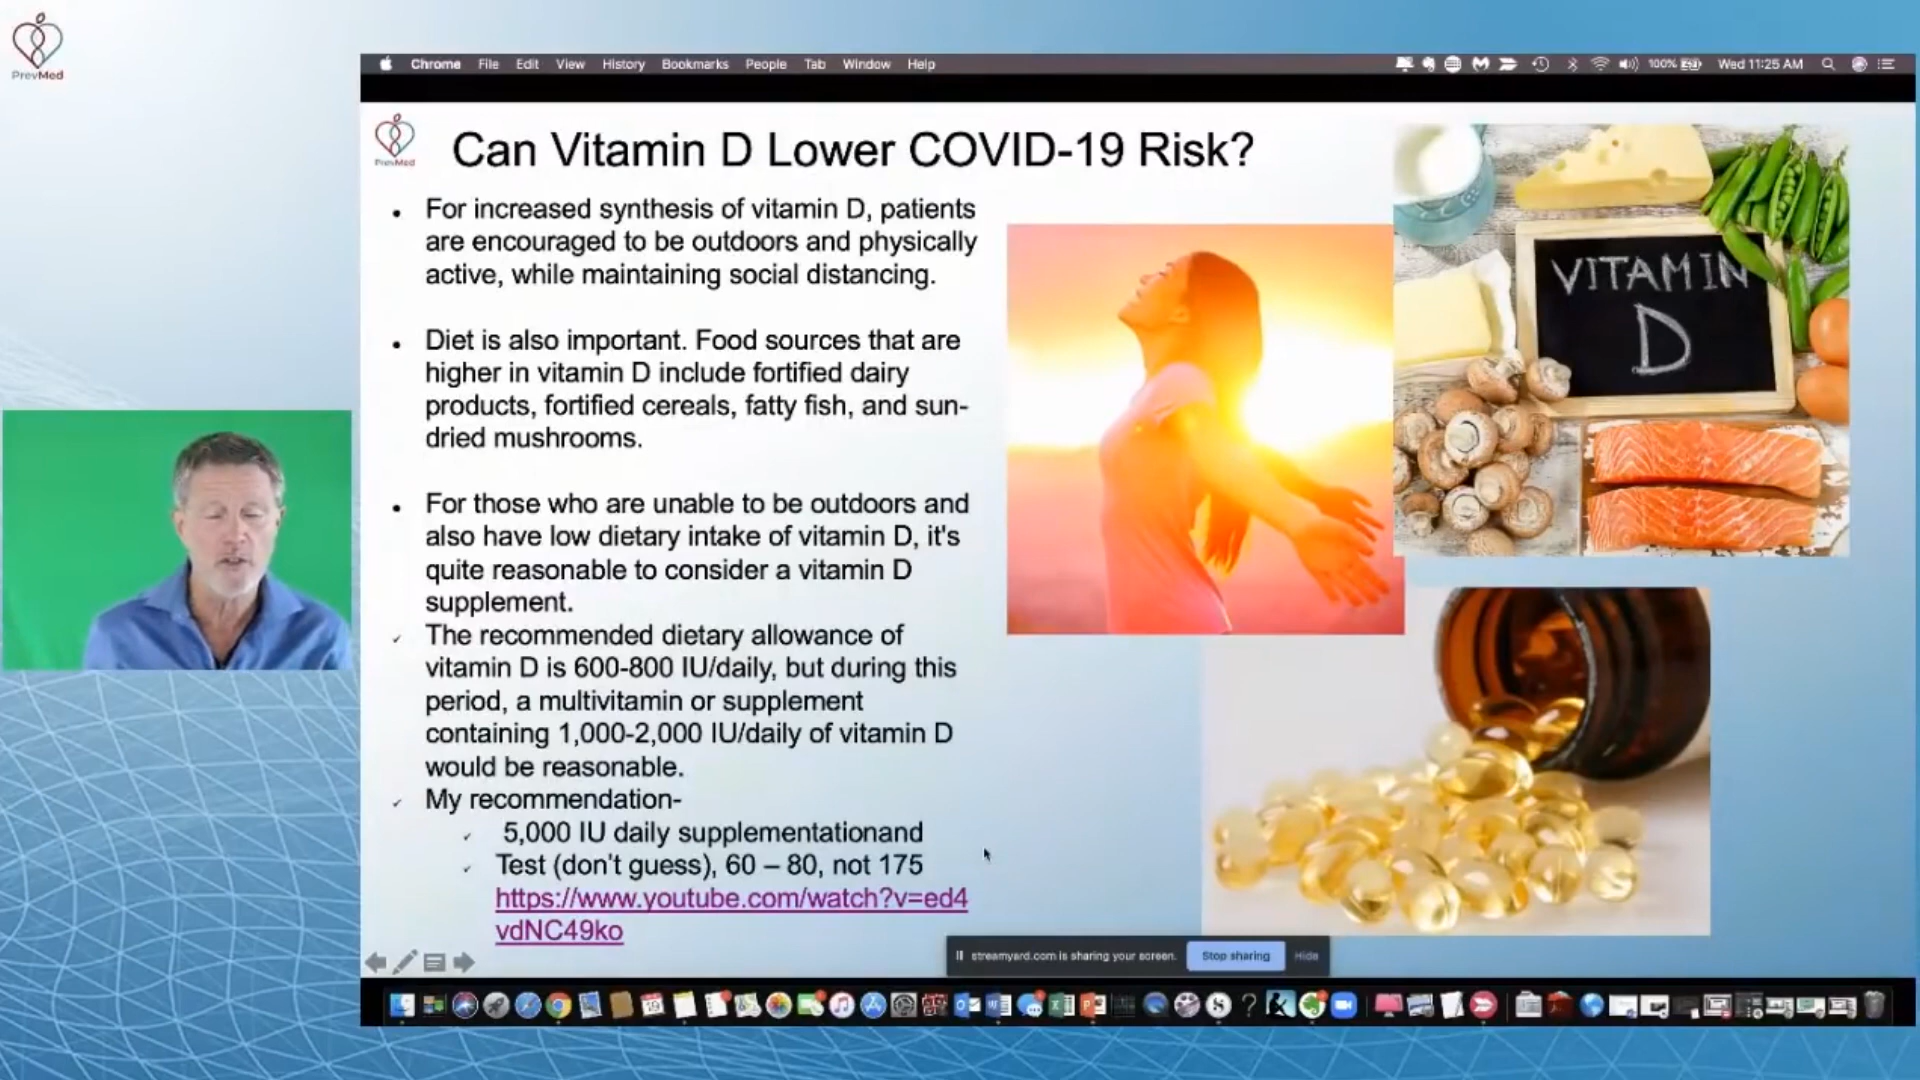 PrevMed
Chrome File Edit View History Bookmarks People Tab Window Help
100%
Wed 11:25 AM
PrevMed
Can Vitamin D Lower COVID-19 Risk?
For increased synthesis of vitamin D, patients
are encouraged to be outdoors and physically
active, while maintaining social distancing.
Diet is also important. Food sources that are
higher in vitamin D include fortified dairy
products, fortified cereals, fatty fish, and sun-
dried mushrooms.
For those who are unable to be outdoors and
also have low dietary intake of vitamin D, it's
quite reasonable to consider a vitamin D
supplement.
The recommended dietary allowance of
vitamin D is 600-800 IU/daily, but during this
period, a multivitamin or supplement
containing 1,000-2,000 IU/daily of vitamin D
would be reasonable.
My recommendation-
5,000 IU daily supplementationand
Test (don't guess), 60 – 80, not 175
https://www.youtube.com/watch?v=ed4
vdNC49ko
VITAMIN
D
streamyard.com is sharing your screen.
Stop sharing
Hide